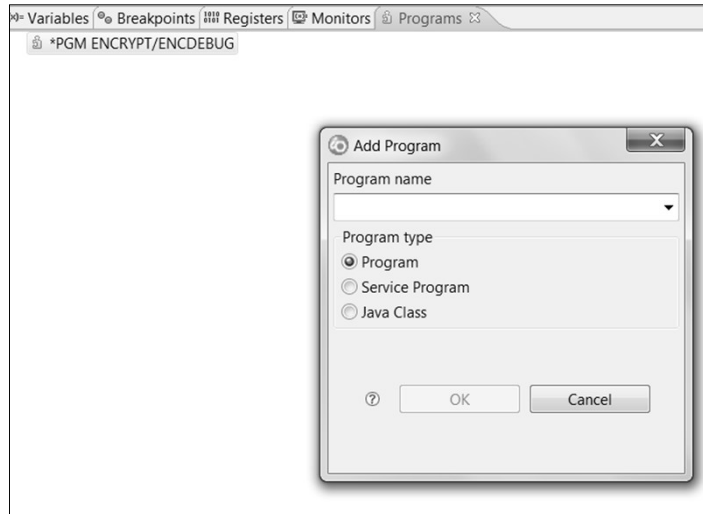 Variables Breakpoints Registers Monitors Programs
*PGM ENCRYPT/ENCDEBUG
Add Program
Program name
Program type
Program
Service Program
Java Class
? OK Cancel